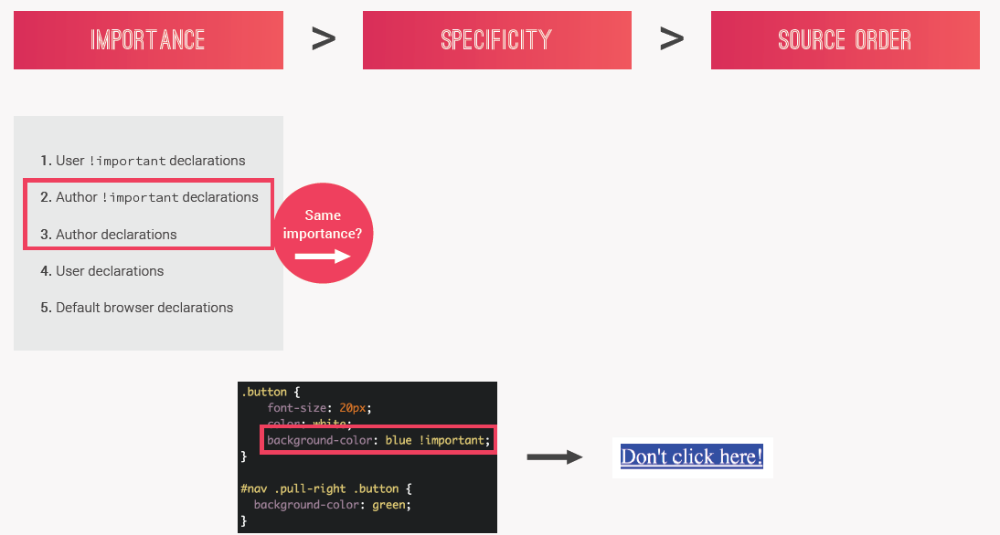 IMPORTANCE > SPECIFICITY > SOURCE ORDER
1. User !important declarations
2. Author !important declarations
3. Author declarations
4. User declarations
5. Default browser declarations
Same
importance?
.button {
font-size: 20px;
color: white;
background-color: blue !important;
}
#nav .pull-right .button {
background-color: green;
}
Don't click here!